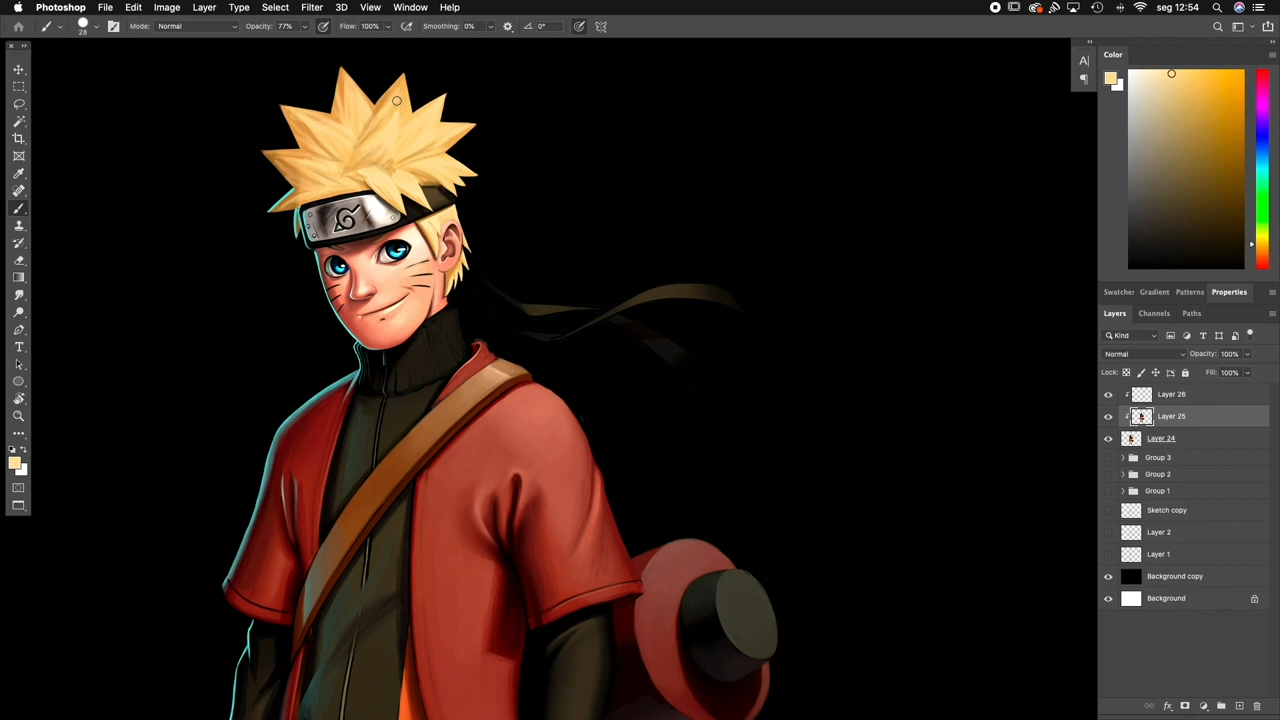 Photoshop File Edit Image Layer Type Select Filter 3D View Window Help seg 12:54
28 Mode: Normal Opacity: 77% Flow: 100% Smoothing: 0% 0°
Color
Swatches Gradient Patterns Properties
Layers Channels Paths
Kind
Normal Opacity: 100%
Lock: Fill: 100%
Layer 26
Layer 25
Layer 24
Group 3
Group 2
Group 1
Sketch copy
Layer 2
Layer 1
Background copy
Background